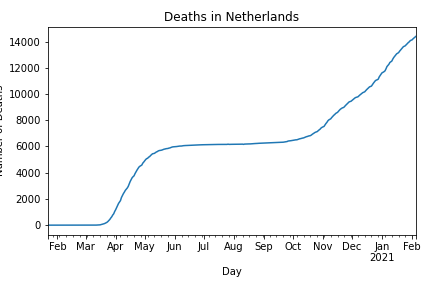 Deaths in Netherlands
Number of Deaths
14000
12000
10000
8000
6000
4000
2000
0
Feb Mar Apr May Jun Jul Aug Sep Oct Nov Dec Jan Feb
2021
Day